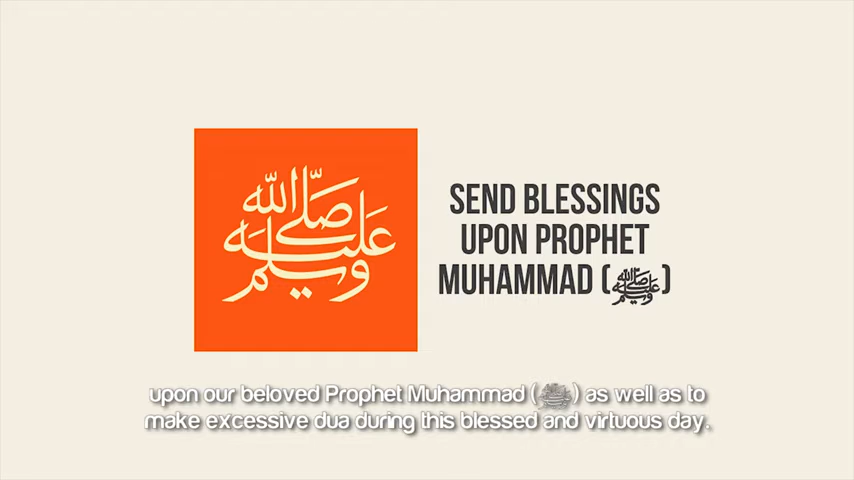 صلى الله
عليه
وسلم
SEND BLESSINGS
UPON PROPHET
MUHAMMAD (ﷺ)
upon our beloved Prophet Muhammad (ﷺ) as well as to
make excessive dua during this blessed and virtuous day.